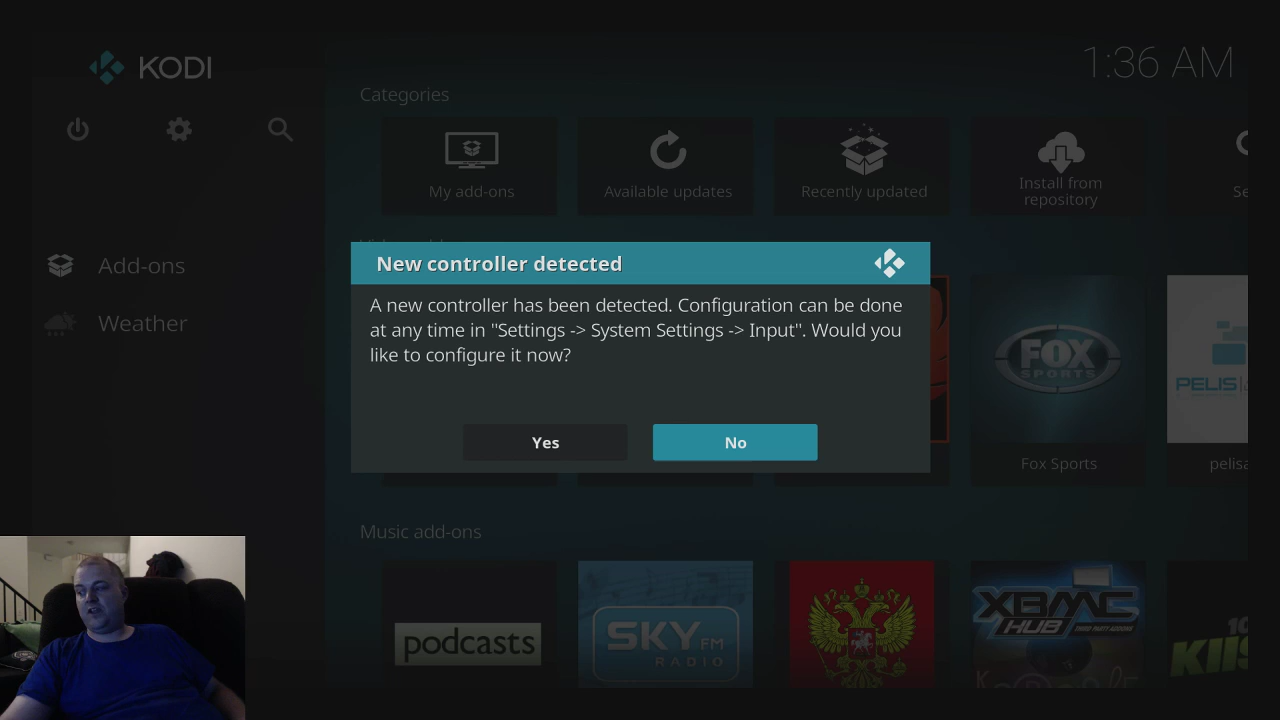 KODI
1:36 AM
Categories
My add-ons
Available updates
Recently updated
Install from
repository
Add-ons
Weather
New controller detected
A new controller has been detected. Configuration can be done
at any time in "Settings -> System Settings -> Input". Would you
like to configure it now?
Yes
No
FOX
SPORTS
PELIS
Fox Sports
Music add-ons
podcasts
SKY FM
RADIO
XBMC
HUB